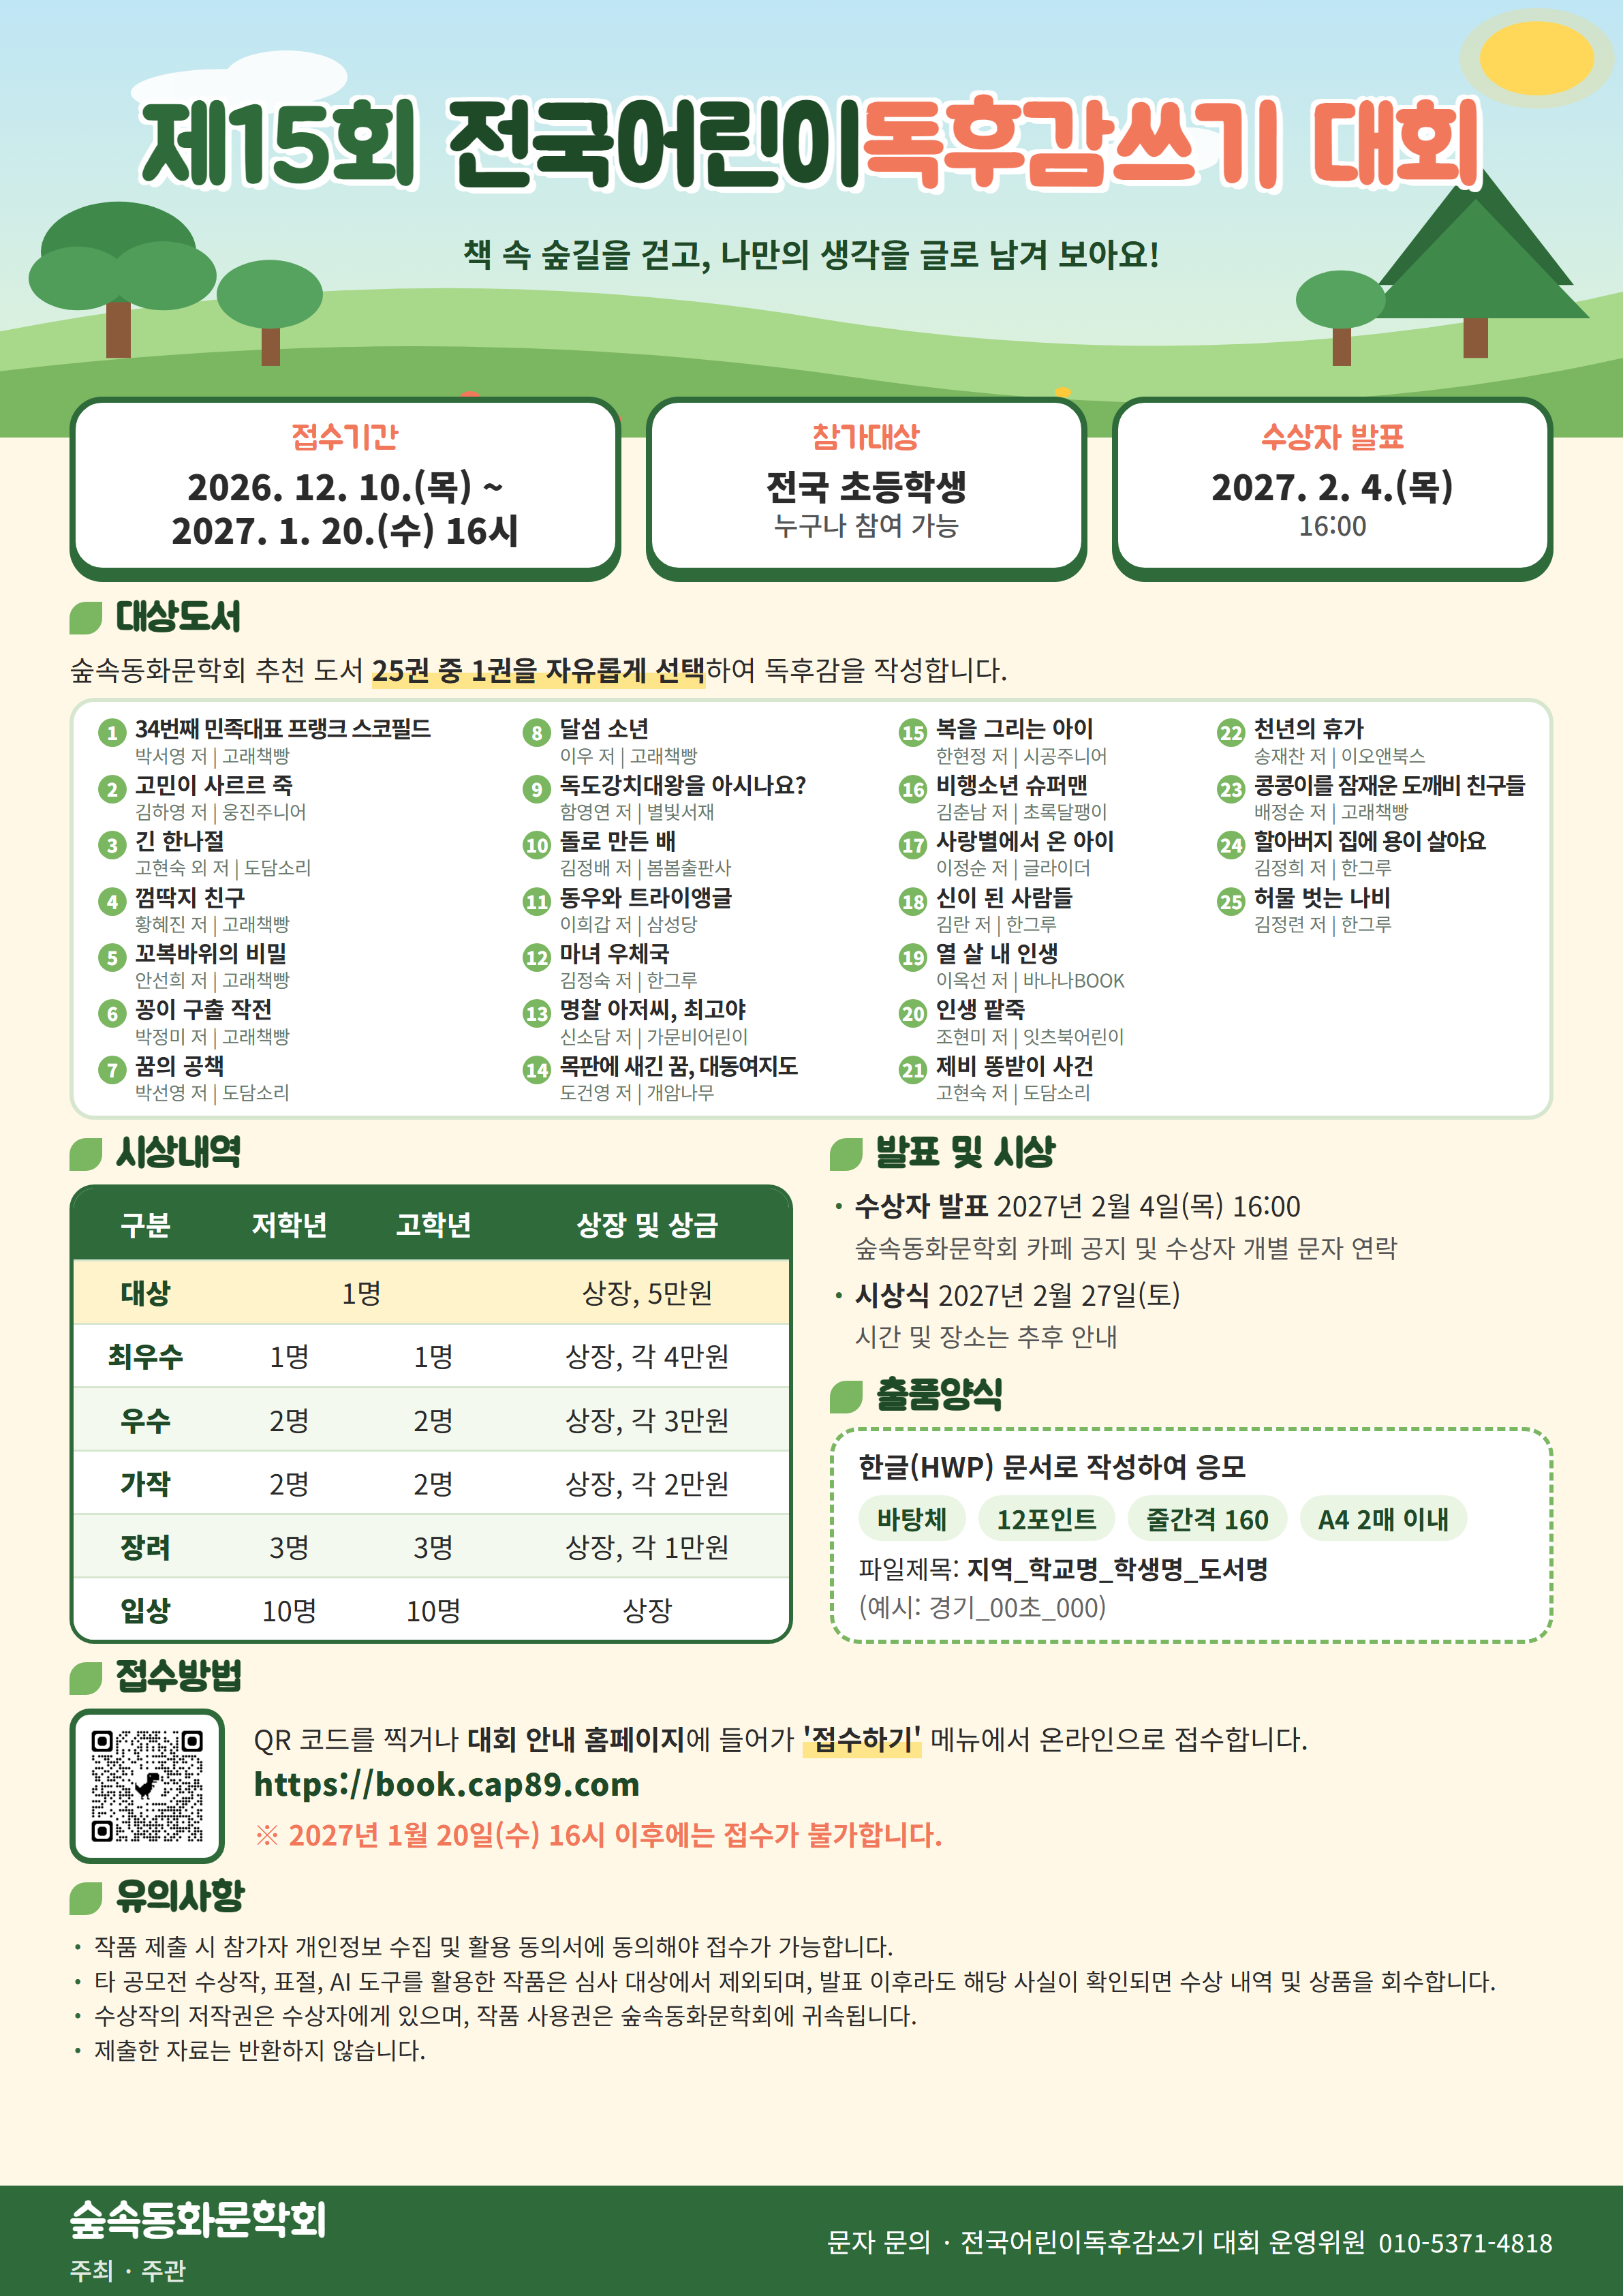 제15회 전국어린이독후감쓰기 대회
책 속 숲길을 걷고, 나만의 생각을 글로 남겨 보아요!
접수기간
2026. 12. 10.(목) ~
2027. 1. 20.(수) 16시
참가대상
전국 초등학생
누구나 참여 가능
수상자 발표
2027. 2. 4.(목)
16:00
대상도서
숲속동화문학회 추천 도서 25권 중 1권을 자유롭게 선택하여 독후감을 작성합니다.
1 34번째 민족대표 프랭크 스코필드
박서영 저 | 고래책빵
2 고민이 사르르 죽
김하영 저 | 웅진주니어
3 긴 한나절
고현숙 외 저 | 도담소리
4 껌딱지 친구
황혜진 저 | 고래책빵
5 꼬복바위의 비밀
안선희 저 | 고래책빵
6 꽁이 구출 작전
박정미 저 | 고래책빵
7 꿈의 공책
박선영 저 | 도담소리
8 달섬 소년
이우 저 | 고래책빵
9 독도강치대왕을 아시나요?
함영연 저 | 별빛서재
10 돌로 만든 배
김정배 저 | 봄봄출판사
11 동우와 트라이앵글
이희갑 저 | 삼성당
12 마녀 우체국
김정숙 저 | 한그루
13 명찰 아저씨, 최고야
신소담 저 | 가문비어린이
14 목판에 새긴 꿈, 대동여지도
도건영 저 | 개암나무
15 복을 그리는 아이
한현정 저 | 시공주니어
16 비행소년 슈퍼맨
김춘남 저 | 초록달팽이
17 사랑별에서 온 아이
이정순 저 | 글라이더
18 신이 된 사람들
김란 저 | 한그루
19 열 살 내 인생
이옥선 저 | 바나나BOOK
20 인생 팥죽
조현미 저 | 잇츠북어린이
21 제비 똥받이 사건
고현숙 저 | 도담소리
22 천년의 휴가
송재찬 저 | 이오앤북스
23 콩콩이를 잠재운 도깨비 친구들
배정순 저 | 고래책빵
24 할아버지 집에 용이 살아요
김정희 저 | 한그루
25 허물 벗는 나비
김정련 저 | 한그루
시상내역
구분 저학년 고학년 상장 및 상금
대상 1명 상장, 5만원
최우수 1명 1명 상장, 각 4만원
우수 2명 2명 상장, 각 3만원
가작 2명 2명 상장, 각 2만원
장려 3명 3명 상장, 각 1만원
입상 10명 10명 상장
발표 및 시상
• 수상자 발표 2027년 2월 4일(목) 16:00
숲속동화문학회 카페 공지 및 수상자 개별 문자 연락
• 시상식 2027년 2월 27일(토)
시간 및 장소는 추후 안내
출품양식
한글(HWP) 문서로 작성하여 응모
바탕체 12포인트 줄간격 160 A4 2매 이내
파일제목: 지역_학교명_학생명_도서명
(예시: 경기_00초_000)
접수방법
QR 코드를 찍거나 대회 안내 홈페이지에 들어가 '접수하기' 메뉴에서 온라인으로 접수합니다.
https://book.cap89.com
※ 2027년 1월 20일(수) 16시 이후에는 접수가 불가합니다.
유의사항
• 작품 제출 시 참가자 개인정보 수집 및 활용 동의서에 동의해야 접수가 가능합니다.
• 타 공모전 수상작, 표절, AI 도구를 활용한 작품은 심사 대상에서 제외되며, 발표 이후라도 해당 사실이 확인되면 수상 내역 및 상품을 회수합니다.
• 수상작의 저작권은 수상자에게 있으며, 작품 사용권은 숲속동화문학회에 귀속됩니다.
• 제출한 자료는 반환하지 않습니다.
숲속동화문학회
주최 · 주관
문자 문의 · 전국어린이독후감쓰기 대회 운영위원 010-5371-4818